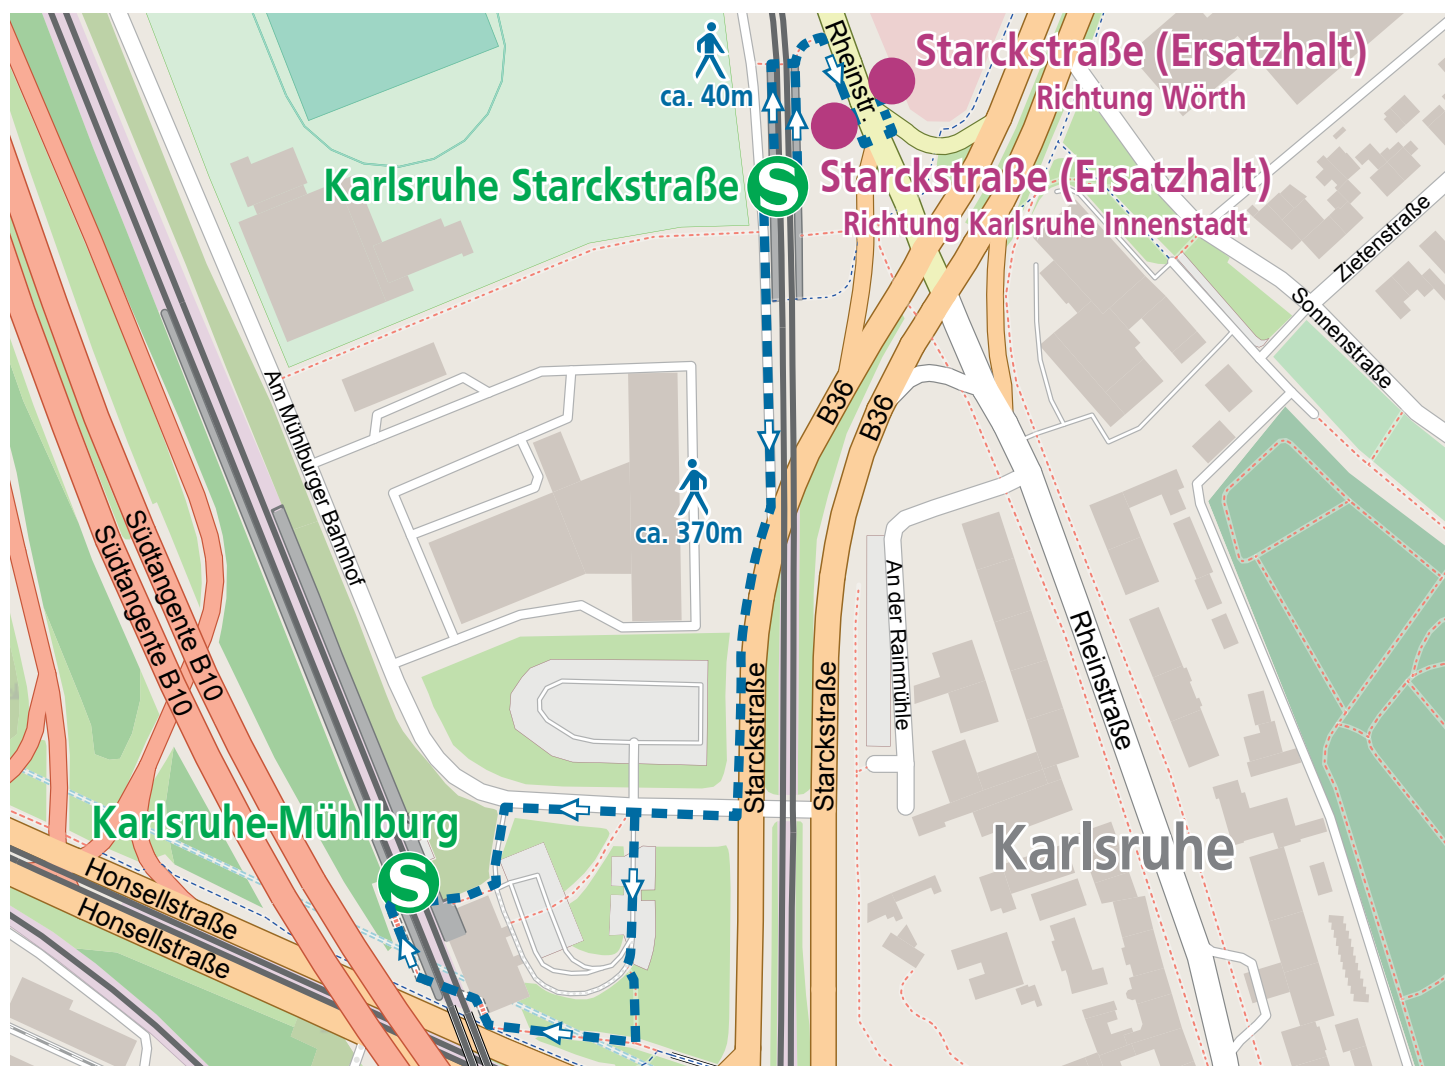 Rheinstr.
Starckstraße (Ersatzhalt)
Richtung Wörth
ca. 40m
Karlsruhe Starckstraße
S
Starckstraße (Ersatzhalt)
Richtung Karlsruhe Innenstadt
Zietenstraße
Sonnenstraße
Am Mühlburger Bahnhof
B36
B36
ca. 370m
Südtangente B10
Südtangente B10
An der Rainmühle
Rheinstraße
Starckstraße
Starckstraße
Karlsruhe-Mühlburg
S
Karlsruhe
Honsellstraße
Honsellstraße